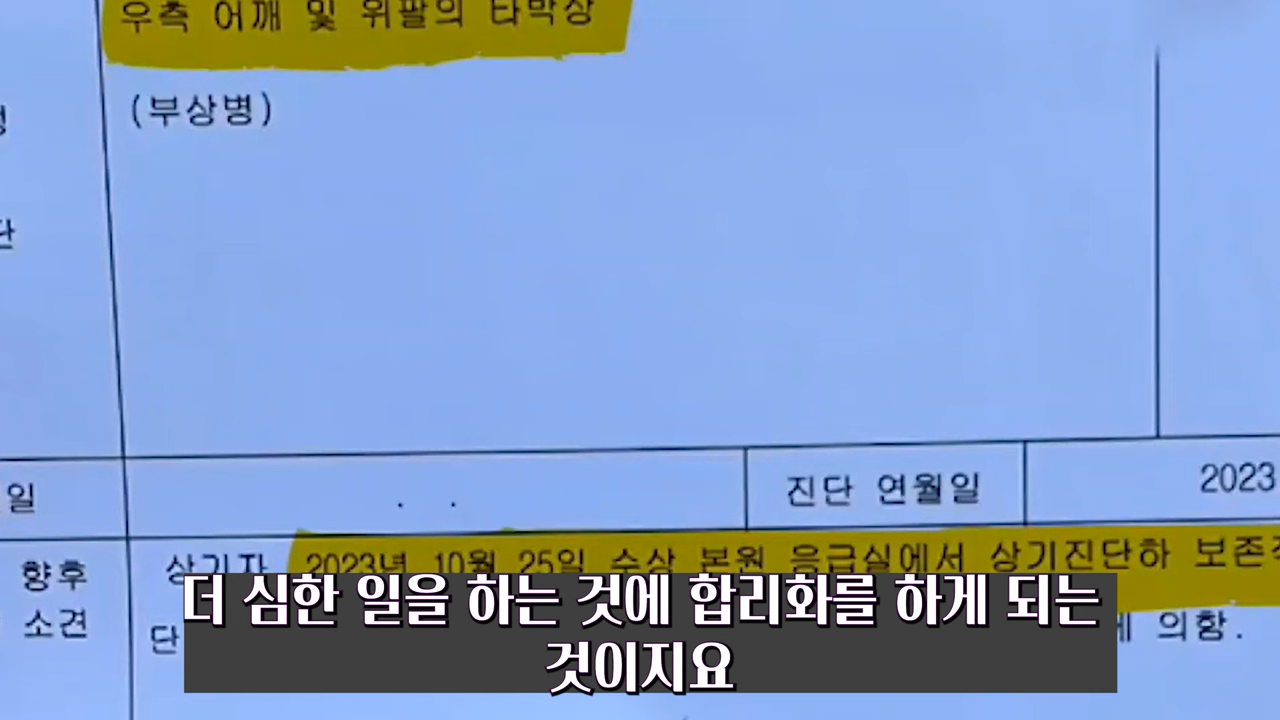 우측 어깨 및 위팔의 타박상
(부상병)
일
진단 연월일
2023
향후
상기자 2023년 10월 25일 수상 본원 응급실에서 상기진단하
소견
의함.
더 심한 일을 하는 것에 합리화를 하게 되는
것이지요